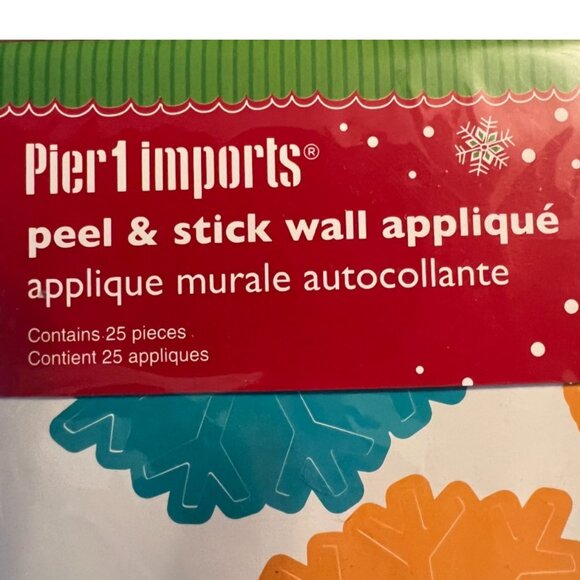 Pier1 imports®
peel & stick wall appliqué
applique murale autocollante
Contains 25 pieces
Contient 25 appliques